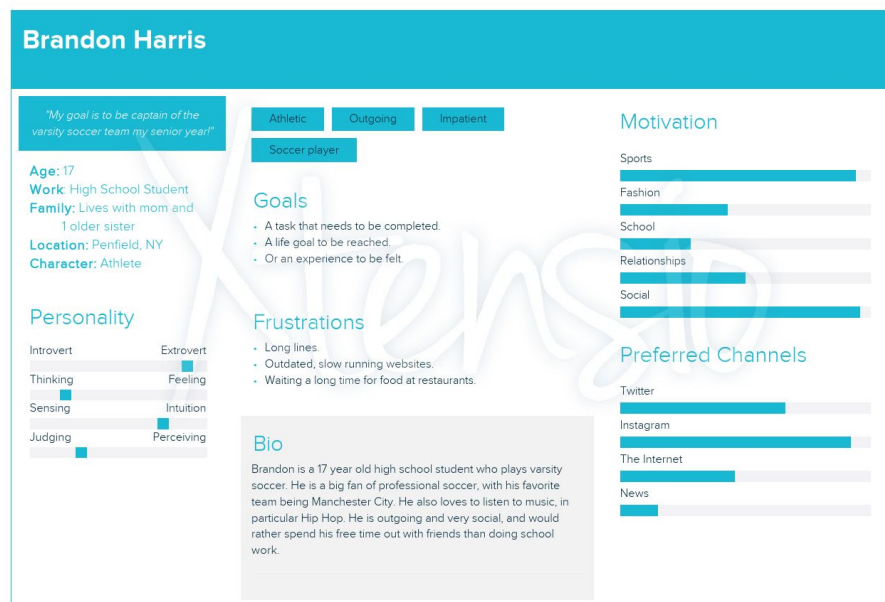 Brandon Harris
"My goal is to be captain of the
varsity soccer team my senior year!"
Age: 17
Work: High School Student
Family: Lives with mom and
1 older sister
Location: Penfield, NY
Character: Athlete
Personality
Introvert Extrovert
Thinking Feeling
Sensing Intuition
Judging Perceiving
Athletic Outgoing Impatient
Soccer player
Goals
• A task that needs to be completed.
• A life goal to be reached.
• Or an experience to be felt.
Frustrations
• Long lines.
• Outdated, slow running websites.
• Waiting a long time for food at restaurants.
Bio
Brandon is a 17 year old high school student who plays varsity
soccer. He is a big fan of professional soccer, with his favorite
team being Manchester City. He also loves to listen to music, in
particular Hip Hop. He is outgoing and very social, and would
rather spend his free time out with friends than doing school
work.
Motivation
Sports
Fashion
School
Relationships
Social
Preferred Channels
Twitter
Instagram
The Internet
News
Xtensio